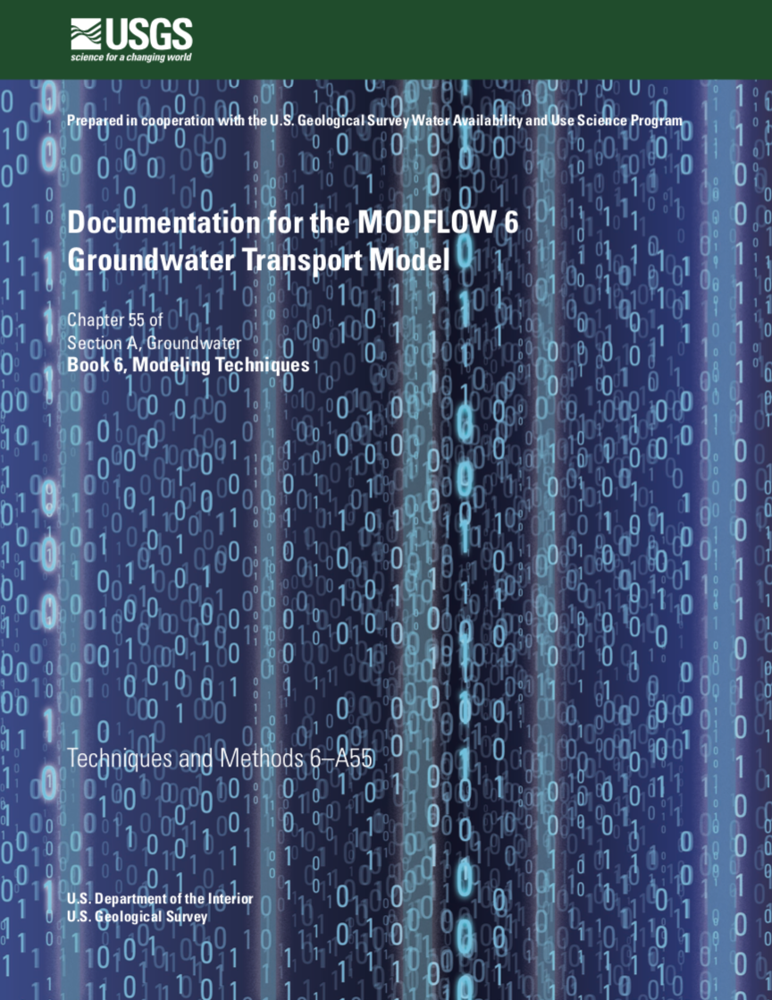 USGS
science for a changing world
Prepared in cooperation with the U.S. Geological Survey Water Availability and Use Science Program
Documentation for the MODFLOW 6
Groundwater Transport Model
Chapter 55 of
Section A, Groundwater
Book 6, Modeling Techniques
Techniques and Methods 6–A55
U.S. Department of the Interior
U.S. Geological Survey